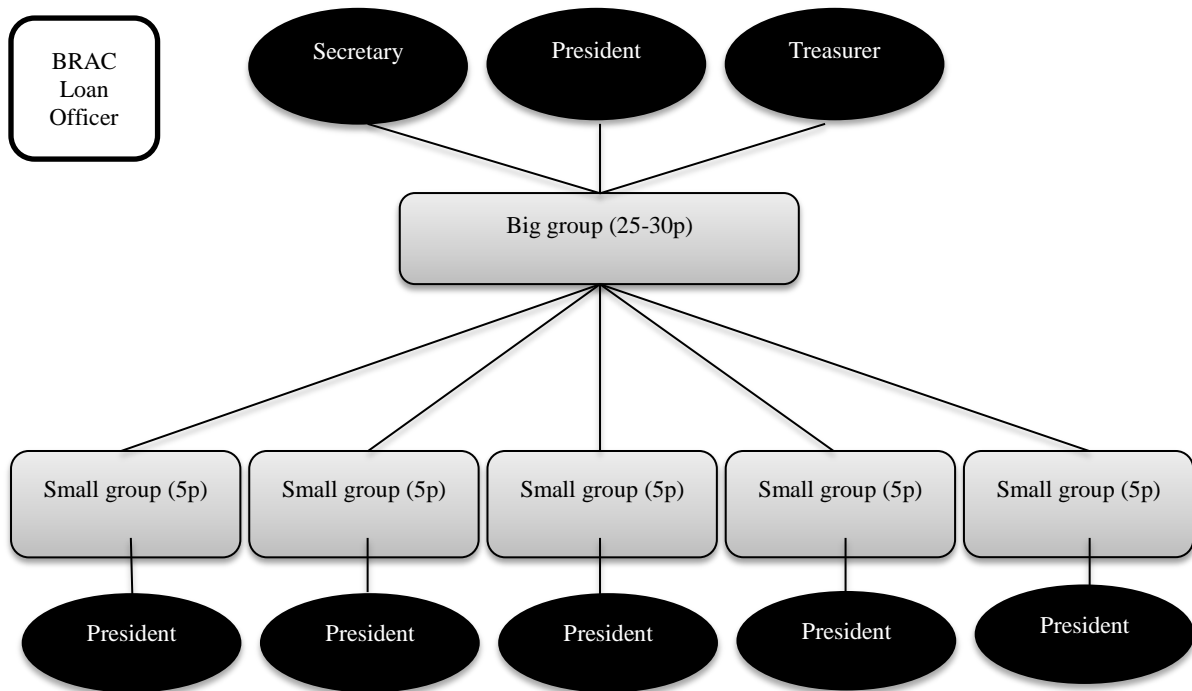 BRAC
Loan
Officer
Secretary
President
Treasurer
Big group (25-30p)
Small group (5p)
Small group (5p)
Small group (5p)
Small group (5p)
Small group (5p)
President
President
President
President
President